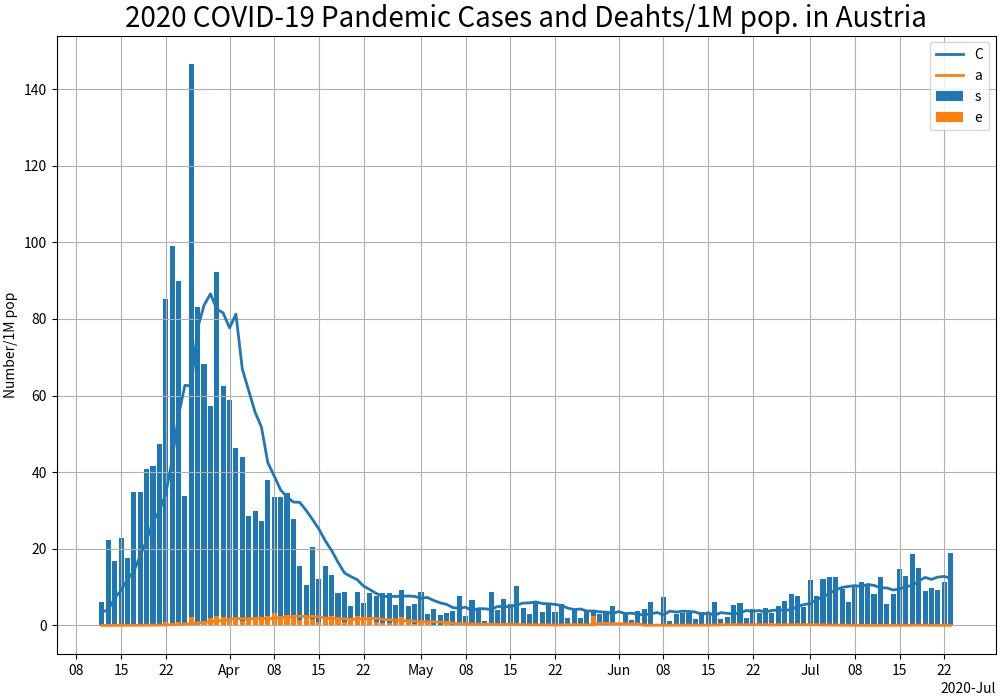 2020 COVID-19 Pandemic Cases and Deahts/1M pop. in Austria
C
a
s
e
Number/1M pop
140
120
100
80
60
40
20
0
08 15 22 Apr 08 15 22 May 08 15 22 Jun 08 15 22 Jul 08 15 22
2020-Jul